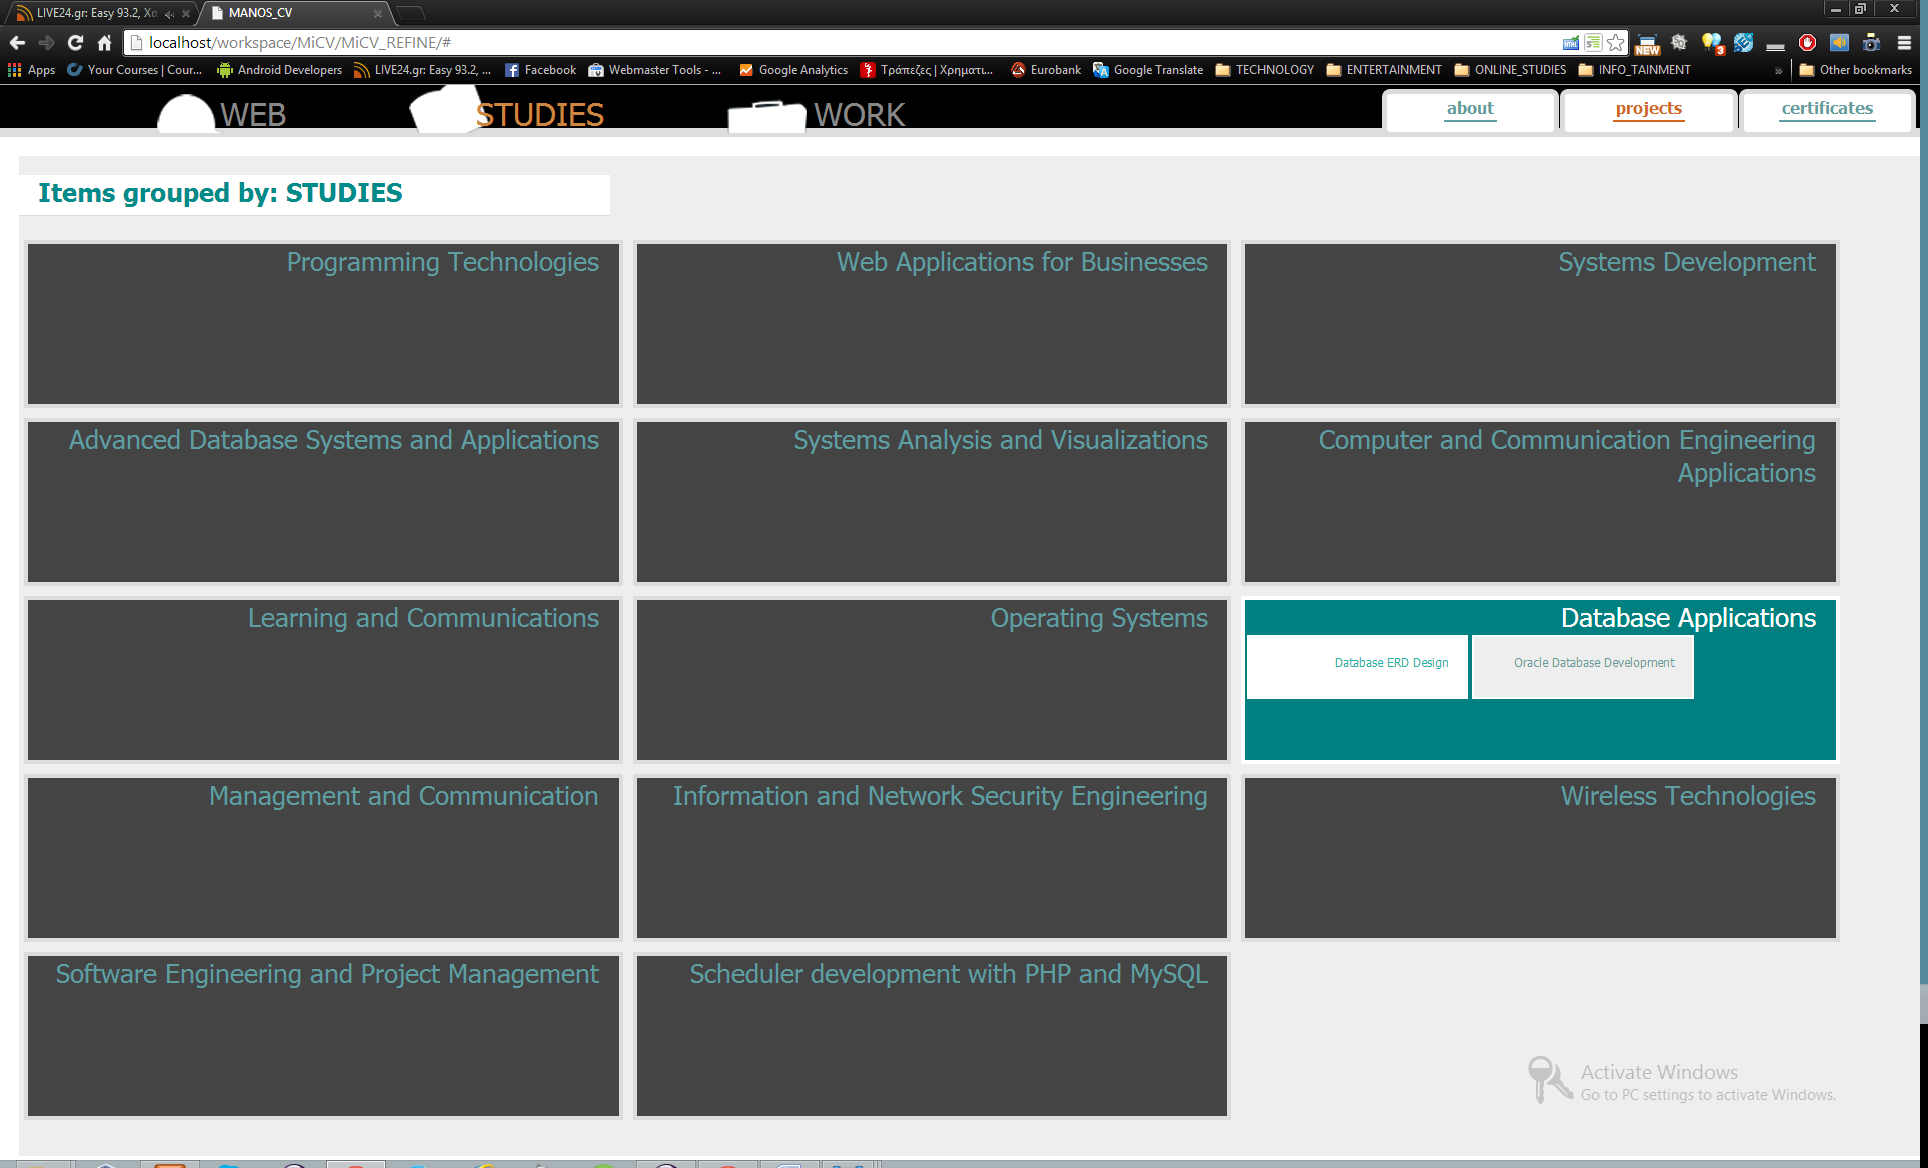 LIVE24.gr: Easy 93.2, Χο
MANOS_CV
localhost/workspace/MiCV/MiCV_REFINE/#
NEW
3
Apps
Your Courses | Cour...
Android Developers
LIVE24.gr: Easy 93.2, ...
Facebook
Webmaster Tools - ...
Google Analytics
Τράπεζες | Χρηματι...
Eurobank
Google Translate
TECHNOLOGY
ENTERTAINMENT
ONLINE_STUDIES
INFO_TAINMENT
»
Other bookmarks
WEB
STUDIES
WORK
about
projects
certificates
Items grouped by: STUDIES
Programming Technologies
Web Applications for Businesses
Systems Development
Advanced Database Systems and Applications
Systems Analysis and Visualizations
Computer and Communication Engineering
Applications
Learning and Communications
Operating Systems
Database Applications
Database ERD Design
Oracle Database Development
Management and Communication
Information and Network Security Engineering
Wireless Technologies
Software Engineering and Project Management
Scheduler development with PHP and MySQL
Activate Windows
Go to PC settings to activate Windows.